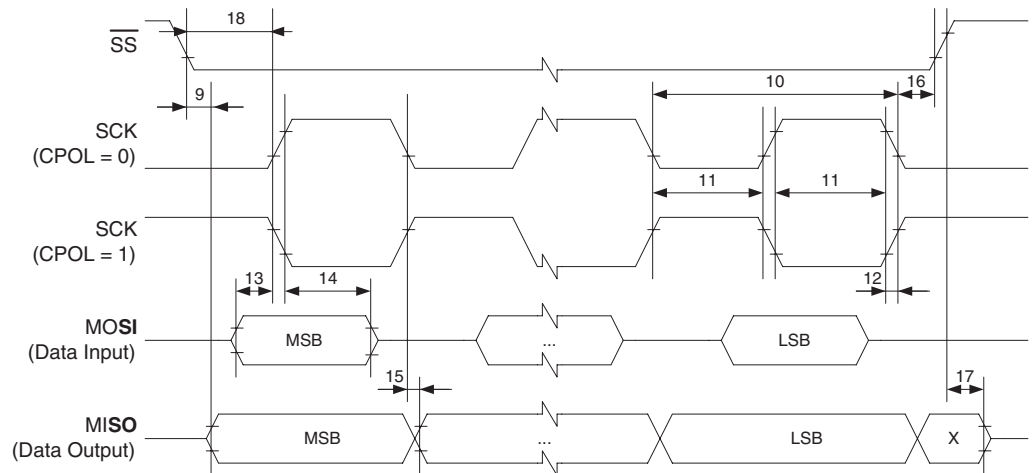 18
SS
9
10
16
SCK
(CPOL = 0)
11
11
SCK
(CPOL = 1)
13
14
12
MOSI
(Data Input)
MSB
...
LSB
15
17
MISO
(Data Output)
MSB
...
LSB
X